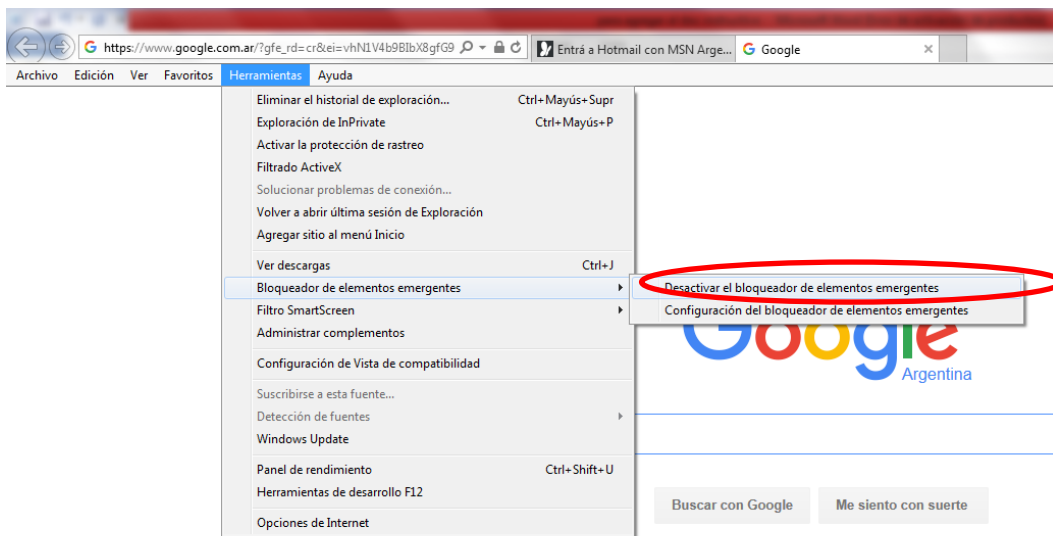 https://www.google.com.ar/?gfe_rd=cr&ei=vhN1V4b9BIbX8gfG9
Entrá a Hotmail con MSN Arge...
Google
Archivo Edición Ver Favoritos Herramientas Ayuda
Eliminar el historial de exploración... Ctrl+Mayús+Supr
Exploración de InPrivate Ctrl+Mayús+P
Activar la protección de rastreo
Filtrado ActiveX
Solucionar problemas de conexión...
Volver a abrir última sesión de Exploración
Agregar sitio al menú Inicio
Ver descargas Ctrl+J
Bloqueador de elementos emergentes
Desactivar el bloqueador de elementos emergentes
Filtro SmartScreen
Configuración del bloqueador de elementos emergentes
Administrar complementos
Google
Argentina
Configuración de Vista de compatibilidad
Suscribirse a esta fuente...
Detección de fuentes
Windows Update
Panel de rendimiento Ctrl+Shift+U
Herramientas de desarrollo F12
Opciones de Internet
Buscar con Google
Me siento con suerte